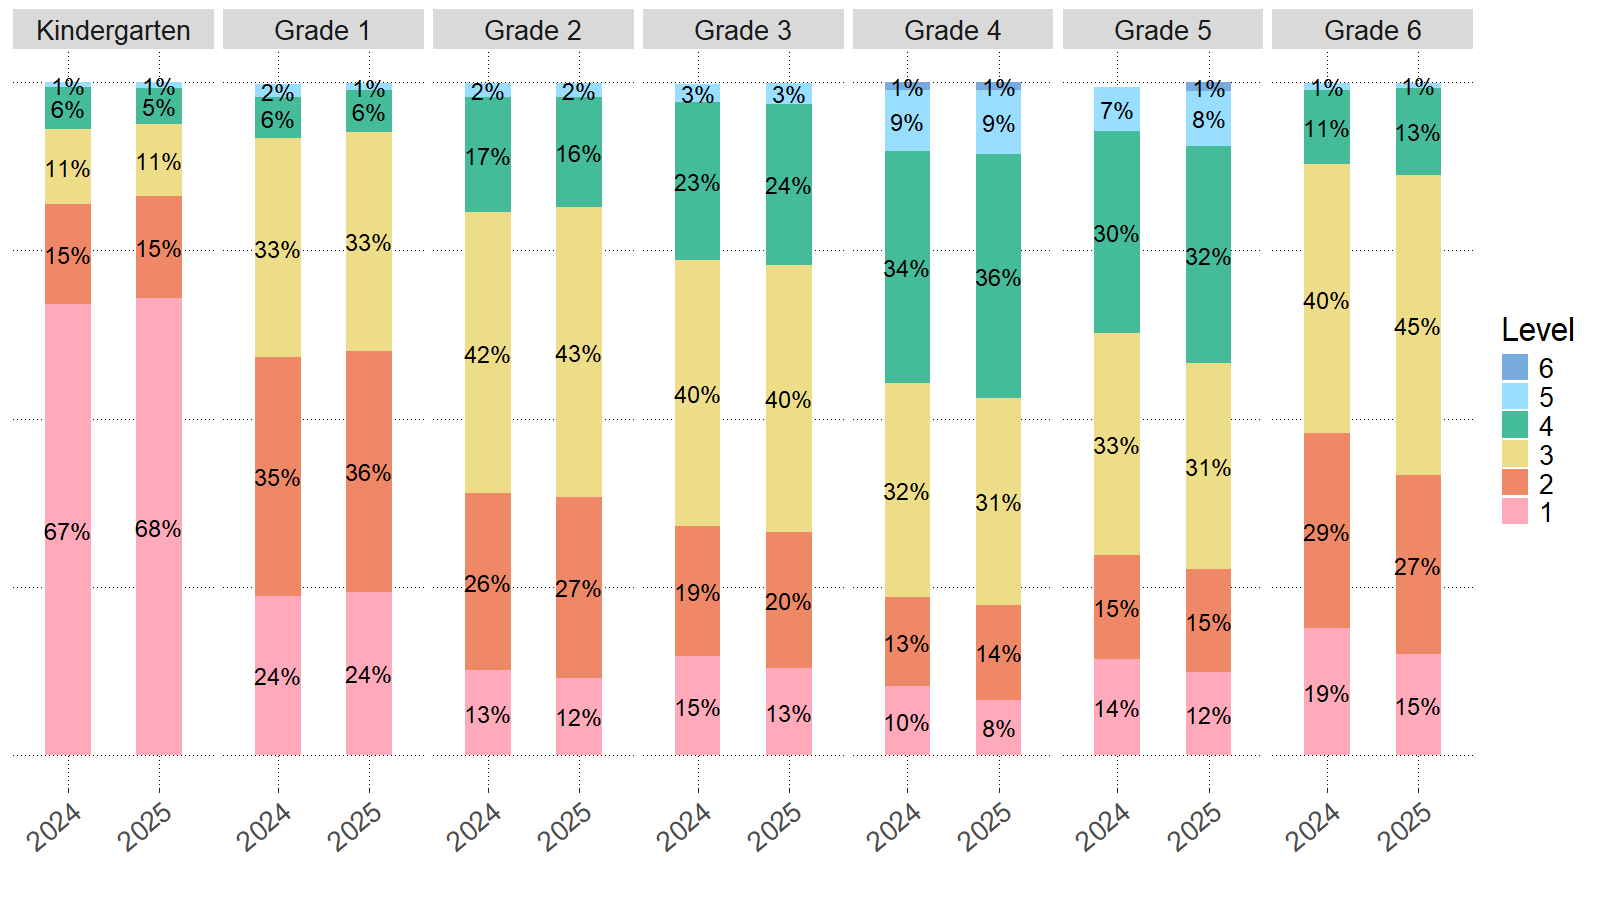 Kindergarten Grade 1 Grade 2 Grade 3 Grade 4 Grade 5 Grade 6
1% 1% 2% 1% 2% 2% 3% 3% 1% 1% 7% 1% 1% 1%
6% 5% 6% 6% 17% 16% 23% 24% 9% 9% 30% 8% 11% 13%
11% 11% 33% 33% 42% 43% 40% 40% 34% 36% 33% 32% 40% 45%
15% 15% 35% 36% 26% 27% 19% 20% 32% 31% 15% 31% 29% 27%
67% 68% 24% 24% 13% 12% 15% 13% 13% 14% 14% 15% 19% 15%
10% 8% 12%
2024 2025 2024 2025 2024 2025 2024 2025 2024 2025 2024 2025 2024 2025
Level
6
5
4
3
2
1